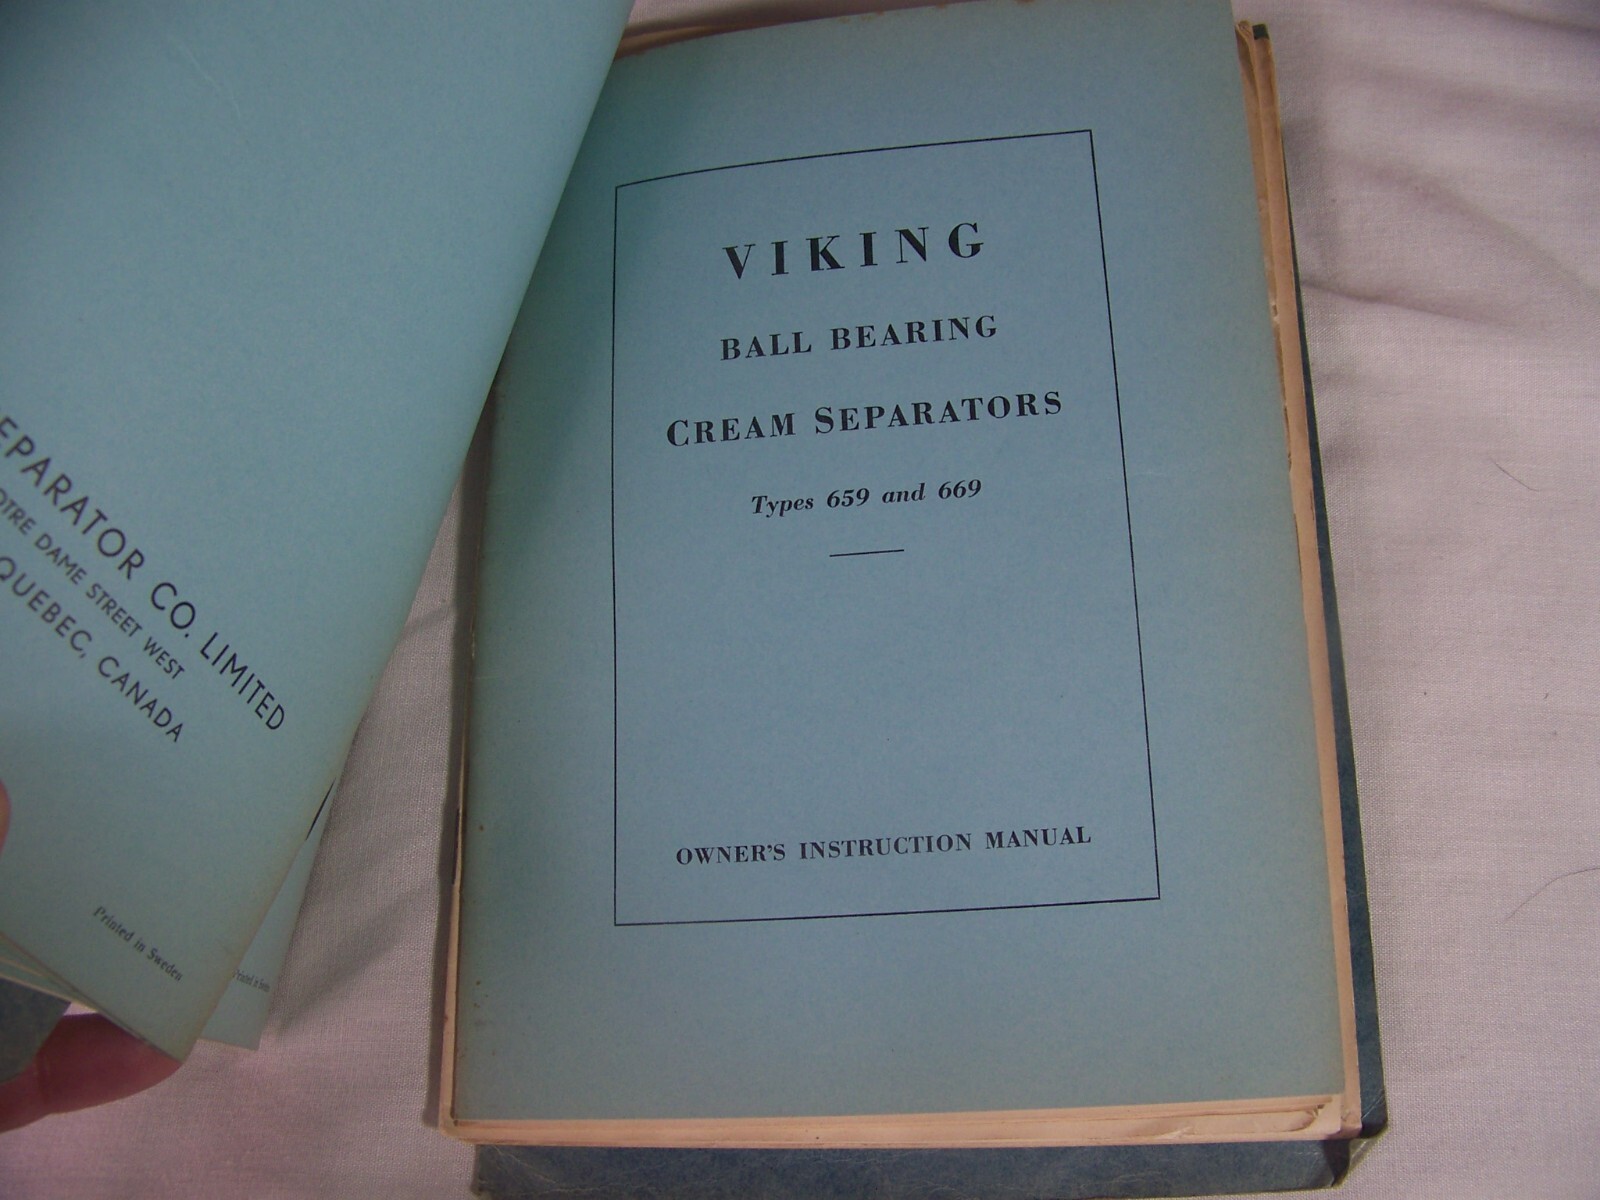 EPARATOR CO. LIMITED
OTRE DAME STREET WEST
QUEBEC, CANADA
Printed in Sweden
VIKING
BALL BEARING
CREAM SEPARATORS
Types 659 and 669
OWNER'S INSTRUCTION MANUAL